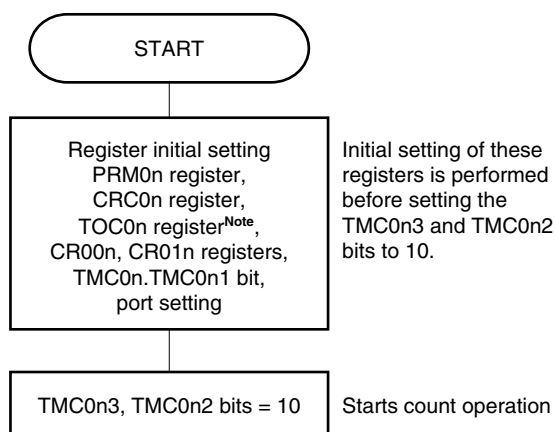 START
Register initial setting
PRM0n register,
CRC0n register,
TOC0n registerNote,
CR00n, CR01n registers,
TMC0n.TMC0n1 bit,
port setting
Initial setting of these
registers is performed
before setting the
TMC0n3 and TMC0n2
bits to 10.
TMC0n3, TMC0n2 bits = 10
Starts count operation